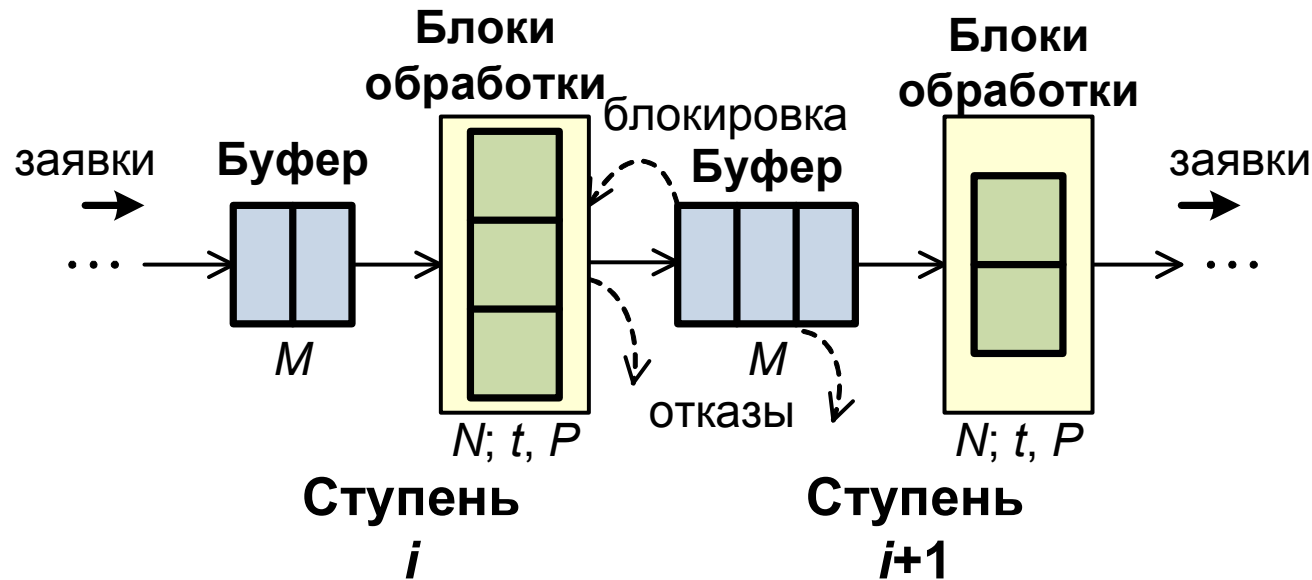 Блоки
обработки
Блоки
обработки
блокировка
заявки
Буфер
Буфер
заявки
...
...
M
M
отказы
N; t, P
N; t, P
Ступень
i
Ступень
i+1